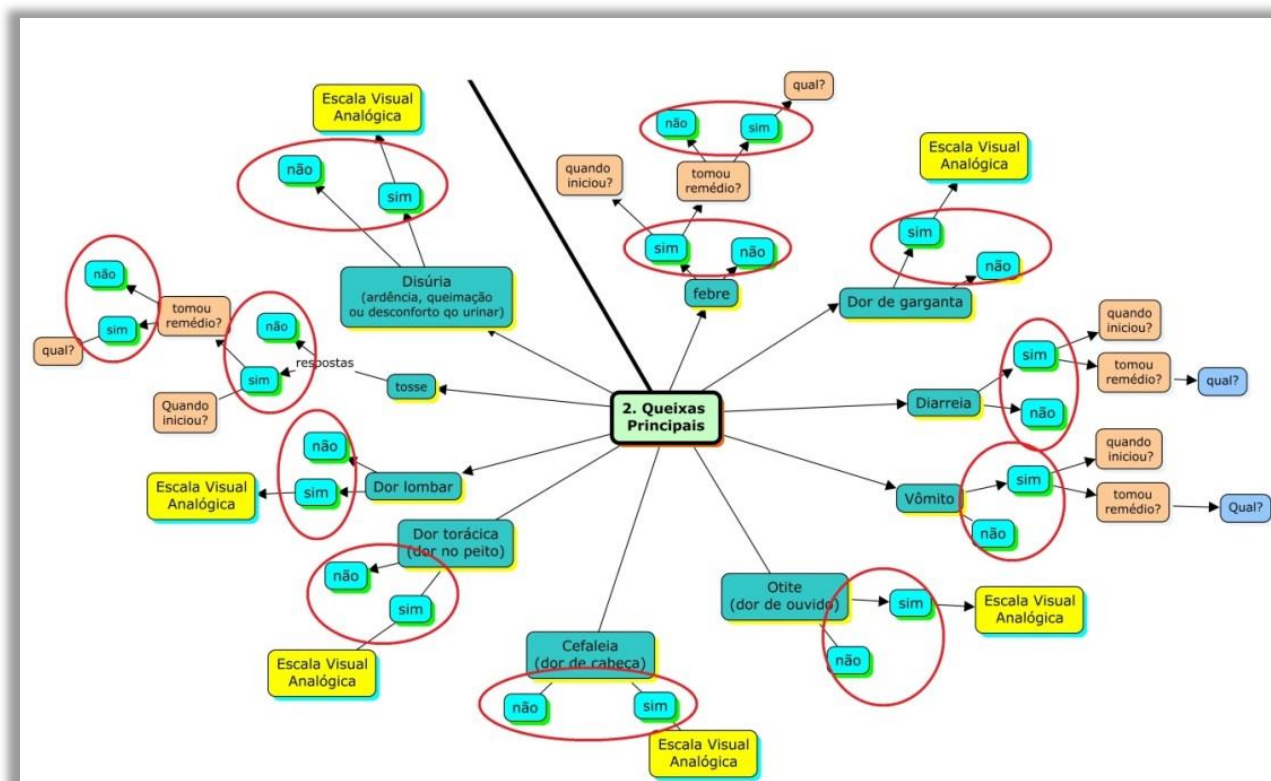 2. Queixas
Principais
febre
sim
não
quando
iniciou?
tomou
remédio?
não
sim
qual?
Dor de garganta
sim
não
Escala Visual
Analógica
Diarreia
sim
não
quando
iniciou?
tomou
remédio?
qual?
Vômito
sim
não
quando
iniciou?
tomou
remédio?
Qual?
Otite
(dor de ouvido)
sim
não
Escala Visual
Analógica
Cefaleia
(dor de cabeça)
não
sim
Escala Visual
Analógica
Dor torácica
(dor no peito)
não
sim
Escala Visual
Analógica
Dor lombar
não
sim
Escala Visual
Analógica
tosse
respostas
não
sim
Quando
iniciou?
tomou
remédio?
não
sim
qual?
Disúria
(ardência, queimação
ou desconforto qo urinar)
não
sim
Escala Visual
Analógica